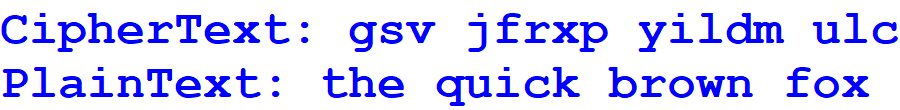 CipherText: gsv jfrxp yildm ulc
PlainText: the quick brown fox